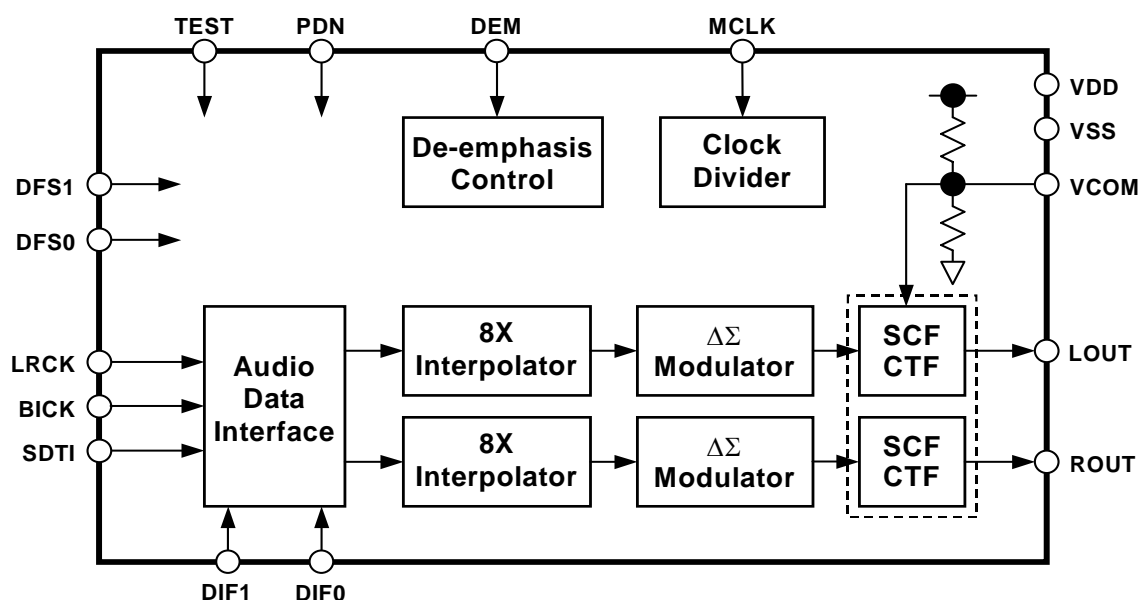 TEST PDN DEM MCLK
VDD
VSS
De-emphasis
Control
Clock
Divider
DFS1
VCOM
DFS0
LRCK
BICK
SDTI
Audio
Data
Interface
8X
Interpolator
ΔΣ
Modulator
SCF
CTF
LOUT
8X
Interpolator
ΔΣ
Modulator
SCF
CTF
ROUT
DIF1 DIF0